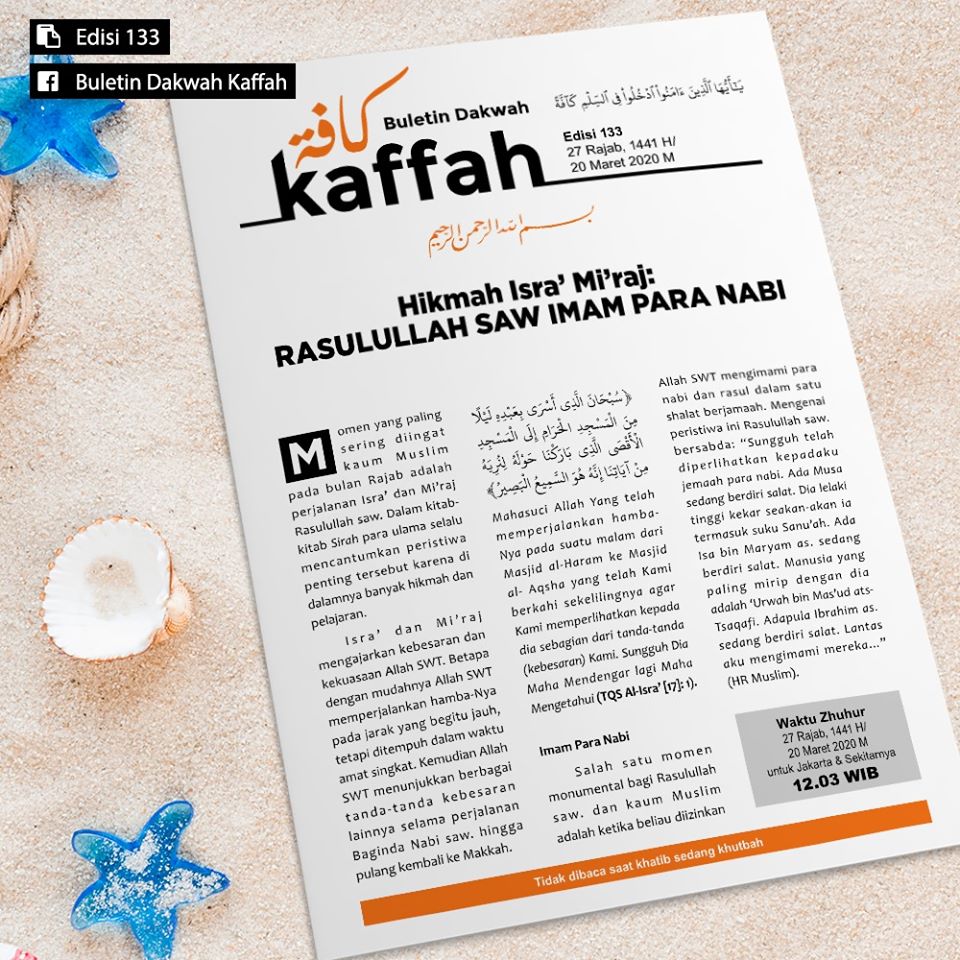 Edisi 133
Buletin Dakwah Kaffah
كافة
Buletin Dakwah
kaffah
يَٰٓأَيُّهَا ٱلَّذِينَ ءَامَنُوا۟ ٱدْخُلُوا۟ فِى ٱلسِّلْمِ كَآفَّةً
Edisi 133
27 Rajab, 1441 H/
20 Maret 2020 M
بسم الله الرحمن الرحيم
Hikmah Isra’ Mi’raj:
RASULULLAH SAW IMAM PARA NABI
Momen yang paling
sering diingat
kaum Muslim
pada bulan Rajab adalah
perjalanan Isra’ dan Mi’raj
Rasulullah saw. Dalam kitab-
kitab Sirah para ulama selalu
mencantumkan peristiwa
penting tersebut karena di
dalamnya banyak hikmah dan
pelajaran.
Isra’ dan Mi’raj
mengajarkan kebesaran dan
kekuasaan Allah SWT. Betapa
dengan mudahnya Allah SWT
memperjalankan hamba-Nya
pada jarak yang begitu jauh,
tetapi ditempuh dalam waktu
amat singkat. Kemudian Allah
SWT menunjukkan berbagai
tanda-tanda kebesaran
lainnya selama perjalanan
Baginda Nabi saw. hingga
pulang kembali ke Makkah.
﴿سُبْحَانَ الَّذِي أَسْرَى بِعَبْدِهِ لَيْلًا
مِنَ الْمَسْجِدِ الْحَرَامِ إِلَى الْمَسْجِدِ
الْأَقْصَى الَّذِي بَارَكْنَا حَوْلَهُ لِنُرِيَهُ
مِنْ آيَاتِنَا إِنَّهُ هُوَ السَّمِيعُ الْبَصِيرُ﴾
Mahasuci Allah Yang telah
memperjalankan hamba-
Nya pada suatu malam dari
Masjid al-Haram ke Masjid
al- Aqsha yang telah Kami
berkahi sekelilingnya agar
Kami memperlihatkan kepada
dia sebagian dari tanda-tanda
(kebesaran) Kami. Sungguh Dia
Maha Mendengar lagi Maha
Mengetahui (TQS Al-Isra’ [17]: 1).
Imam Para Nabi
Salah satu momen
monumental bagi Rasulullah
saw. dan kaum Muslim
adalah ketika beliau diizinkan
Allah SWT mengimami para
nabi dan rasul dalam satu
shalat berjamaah. Mengenai
peristiwa ini Rasulullah saw.
bersabda: “Sungguh telah
diperlihatkan kepadaku
jemaah para nabi. Ada Musa
sedang berdiri salat. Dia lelaki
tinggi kekar seakan-akan ia
termasuk suku Sanu’ah. Ada
Isa bin Maryam as. sedang
berdiri salat. Manusia yang
paling mirip dengan dia
adalah ‘Urwah bin Mas’ud ats-
Tsaqafi. Adapula Ibrahim as.
sedang berdiri salat. Lantas
aku mengimami mereka...”
(HR Muslim).
Waktu Zhuhur
27 Rajab, 1441 H/
20 Maret 2020 M
untuk Jakarta & Sekitarnya
12.03 WIB
Tidak dibaca saat khatib sedang khutbah